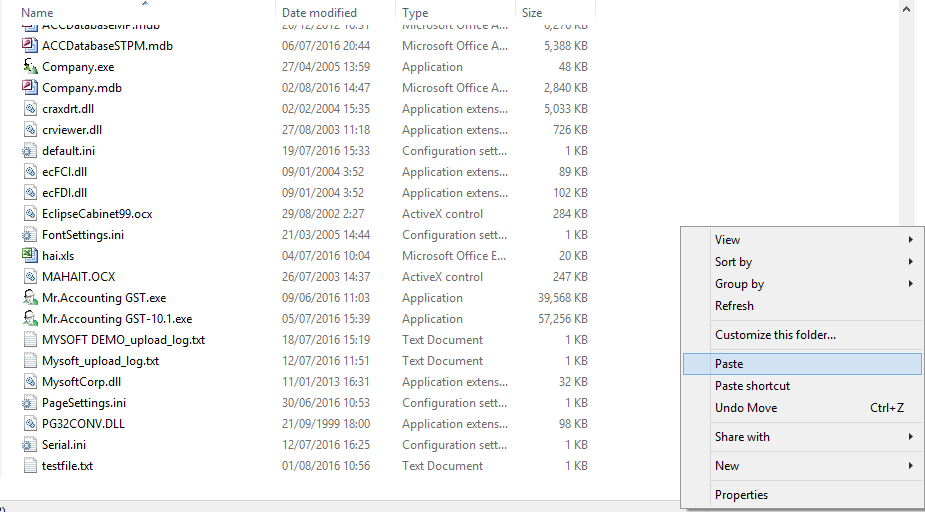 Name Date modified Type Size
ACCDatabaseMP.mdb 26/12/2012 Microsoft Office A... 6,276 KB
ACCDatabaseSTPM.mdb 06/07/2016 20:44 Microsoft Office A... 5,388 KB
Company.exe 27/04/2005 13:59 Application 48 KB
Company.mdb 02/08/2016 14:47 Microsoft Office A... 2,840 KB
craxdrt.dll 02/02/2004 15:35 Application extens... 5,033 KB
crviewer.dll 27/08/2003 11:18 Application extens... 726 KB
default.ini 19/07/2016 15:33 Configuration sett... 1 KB
ecFCI.dll 09/01/2004 3:52 Application extens... 89 KB
ecFDI.dll 09/01/2004 3:52 Application extens... 102 KB
EclipseCabinet99.ocx 29/08/2002 2:27 ActiveX control 284 KB
FontSettings.ini 21/03/2005 14:44 Configuration sett... 1 KB
hai.xls 04/07/2016 10:04 Microsoft Office E... 20 KB
MAHAIT.OCX 26/07/2003 14:37 ActiveX control 247 KB
Mr.Accounting GST.exe 09/06/2016 11:03 Application 39,568 KB
Mr.Accounting GST-10.1.exe 05/07/2016 15:39 Application 57,256 KB
MYSOFT DEMO_upload_log.txt 18/07/2016 15:19 Text Document 1 KB
Mysoft_upload_log.txt 12/07/2016 11:51 Text Document 1 KB
MysoftCorp.dll 11/01/2013 16:31 Application extens... 32 KB
PageSettings.ini 30/06/2016 10:53 Configuration sett... 1 KB
PG32CONV.DLL 21/09/1999 18:00 Application extens... 98 KB
Serial.ini 12/07/2016 16:25 Configuration sett... 1 KB
testfile.txt 01/08/2016 10:56 Text Document 1 KB
View
Sort by
Group by
Refresh
Customize this folder...
Paste
Paste shortcut
Undo Move Ctrl+Z
Share with
New
Properties